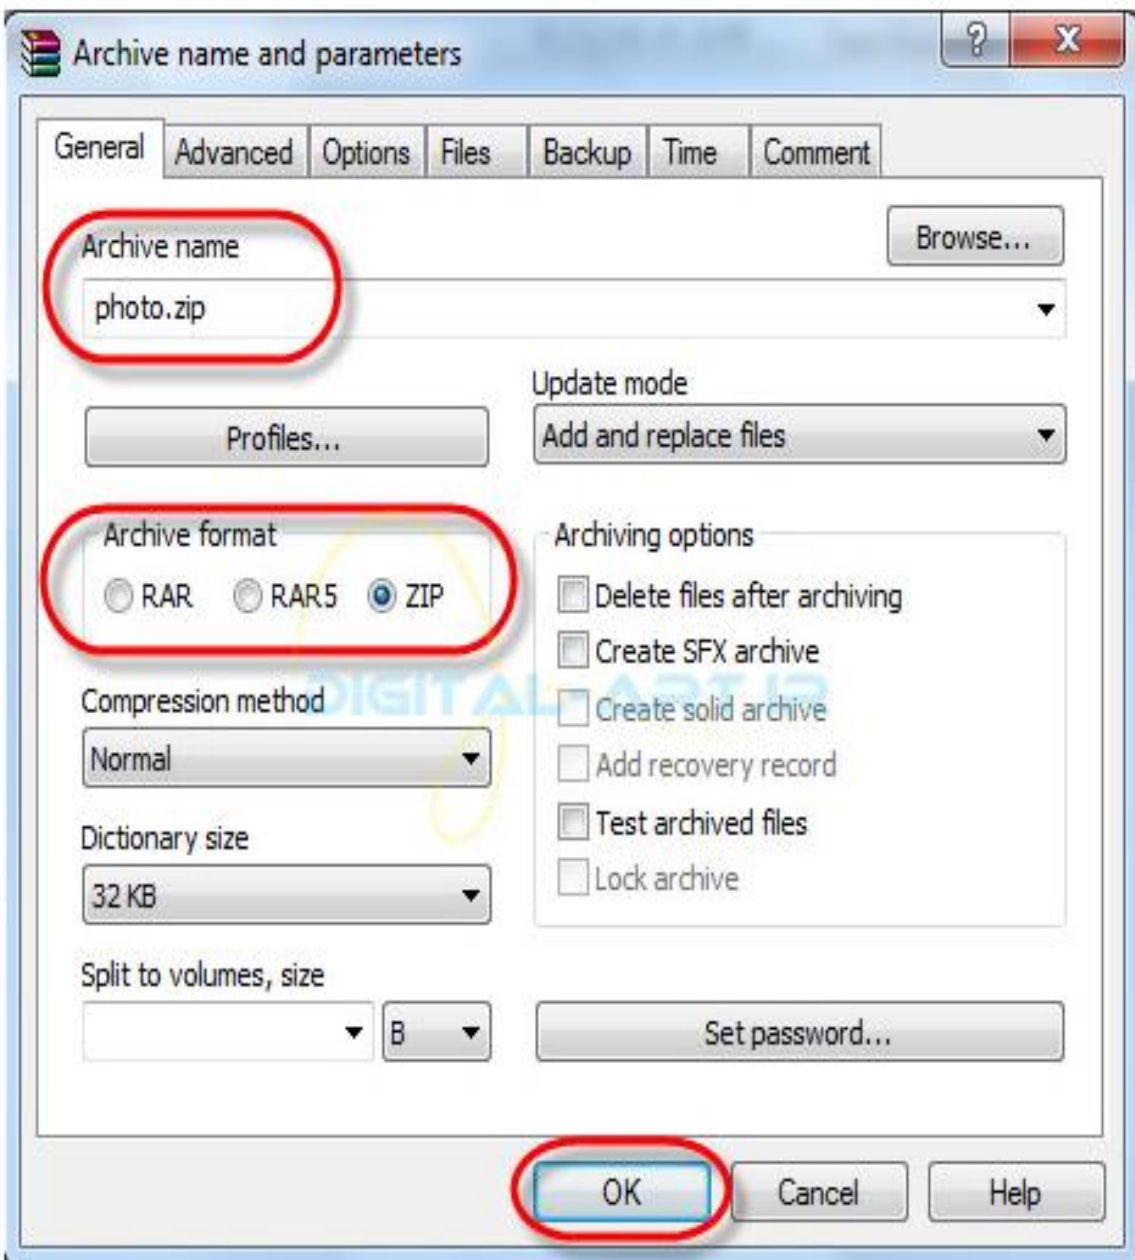 Archive name and parameters
?
X
General
Advanced
Options
Files
Backup
Time
Comment
Archive name
Browse...
photo.zip
Update mode
Profiles...
Add and replace files
Archive format
RAR
RAR5
ZIP
Archiving options
Delete files after archiving
Create SFX archive
Create solid archive
Add recovery record
Test archived files
Lock archive
Compression method
Normal
Dictionary size
32 KB
Split to volumes, size
B
Set password...
OK
Cancel
Help
DIGITAL-ART.IR